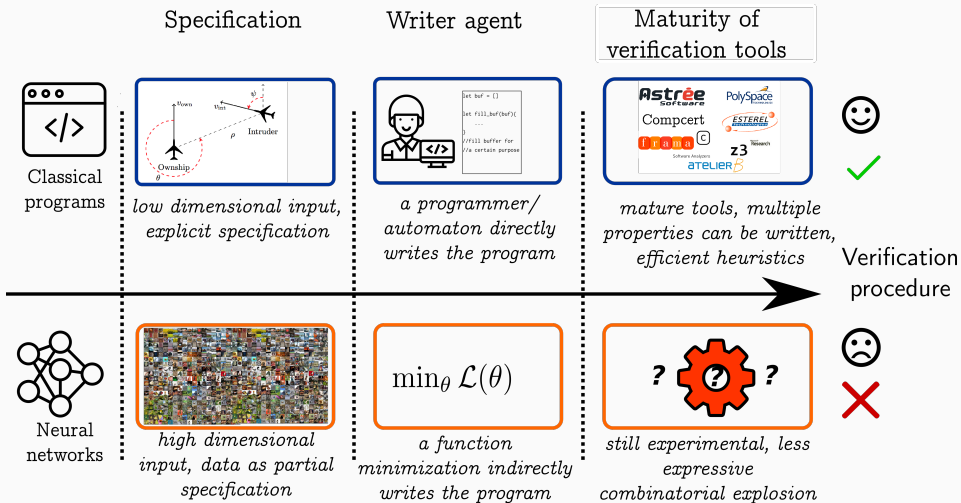 Specification
Writer agent
Maturity of
verification tools
Classical
programs
v_own
v_int
ψ
ρ
Intruder
Ownship
θ
low dimensional input,
explicit specification
let buf = []
let fill_buf(buf){
...
}
//fill buffer for
//a certain purpose
a programmer/
automaton directly
writes the program
Astrée
Software
PolySpace
Compcert
ESTEREL
frama C
Software Analyzers
z3
Research
ATELIER B
mature tools, multiple
properties can be written,
efficient heuristics
Verification
procedure
Neural
networks
high dimensional
input, data as partial
specification
min_θ ℒ(θ)
a function
minimization indirectly
writes the program
? ? ?
still experimental, less
expressive
combinatorial explosion